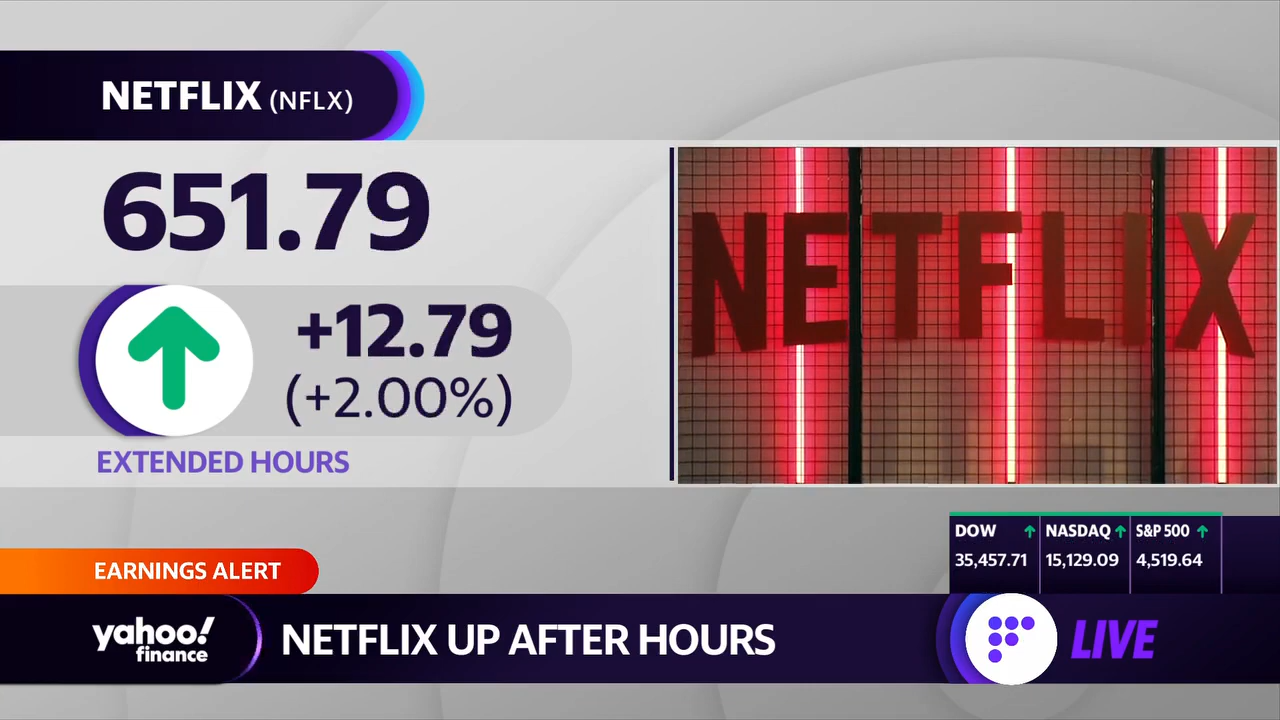 NETFLIX (NFLX)
651.79
+12.79
(+2.00%)
EXTENDED HOURS
NETFLIX
DOW NASDAQ S&P 500
35,457.71 15,129.09 4,519.64
EARNINGS ALERT
yahoo!
finance
NETFLIX UP AFTER HOURS
LIVE